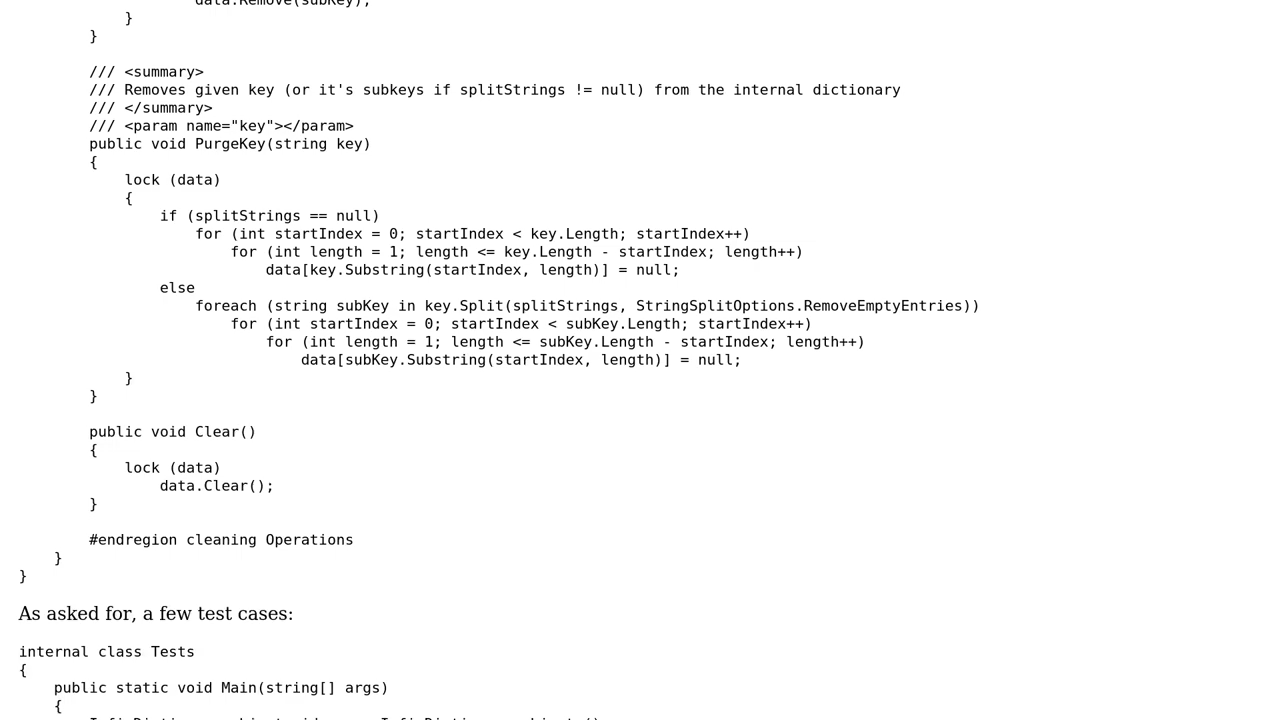 data.Remove(subKey);
            }
        }

        /// <summary>
        /// Removes given key (or it's subkeys if splitStrings != null) from the internal dictionary
        /// </summary>
        /// <param name="key"></param>
        public void PurgeKey(string key)
        {
            lock (data)
            {
                if (splitStrings == null)
                    for (int startIndex = 0; startIndex < key.Length; startIndex++)
                        for (int length = 1; length <= key.Length - startIndex; length++)
                            data[key.Substring(startIndex, length)] = null;
                else
                    foreach (string subKey in key.Split(splitStrings, StringSplitOptions.RemoveEmptyEntries))
                        for (int startIndex = 0; startIndex < subKey.Length; startIndex++)
                            for (int length = 1; length <= subKey.Length - startIndex; length++)
                                data[subKey.Substring(startIndex, length)] = null;
            }
        }

        public void Clear()
        {
            lock (data)
                data.Clear();
        }

        #endregion cleaning Operations
    }
}
As asked for, a few test cases:
internal class Tests
{
    public static void Main(string[] args)
    {